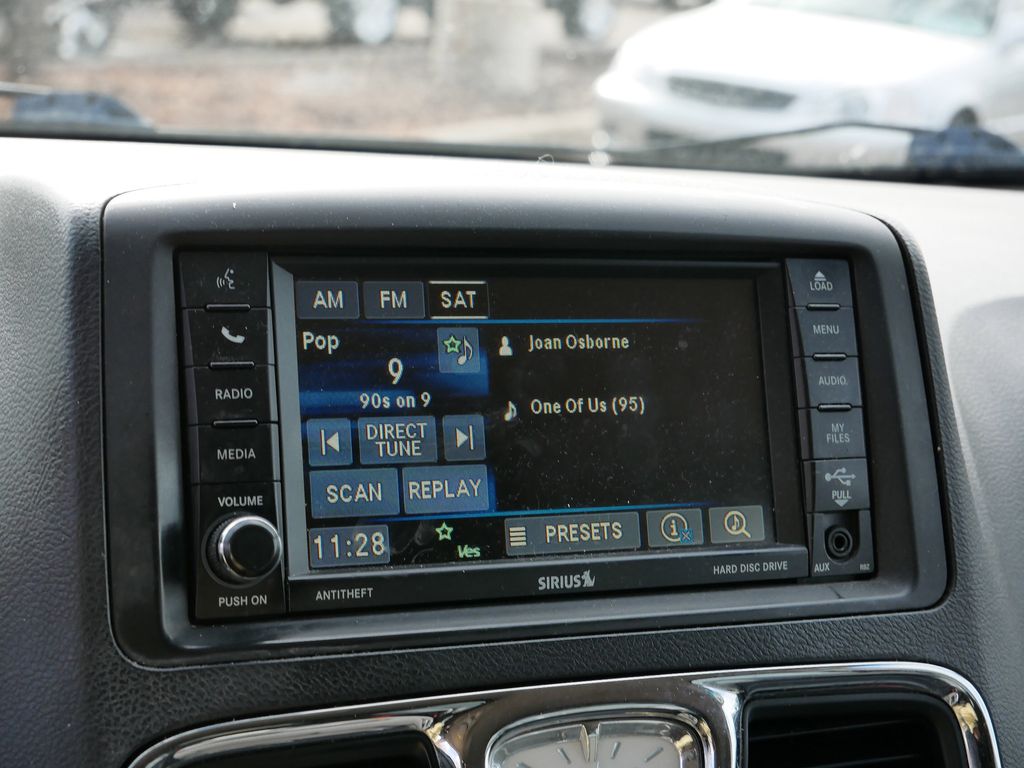 AM FM SAT
Pop
9
90s on 9
Joan Osborne
One Of Us (95)
DIRECT
TUNE
SCAN REPLAY
11:28
Ves
PRESETS
RADIO
MEDIA
VOLUME
PUSH ON
ANTITHEFT
SIRIUS
HARD DISC DRIVE
LOAD
MENU
AUDIO
MY
FILES
PULL
AUX
RBZ